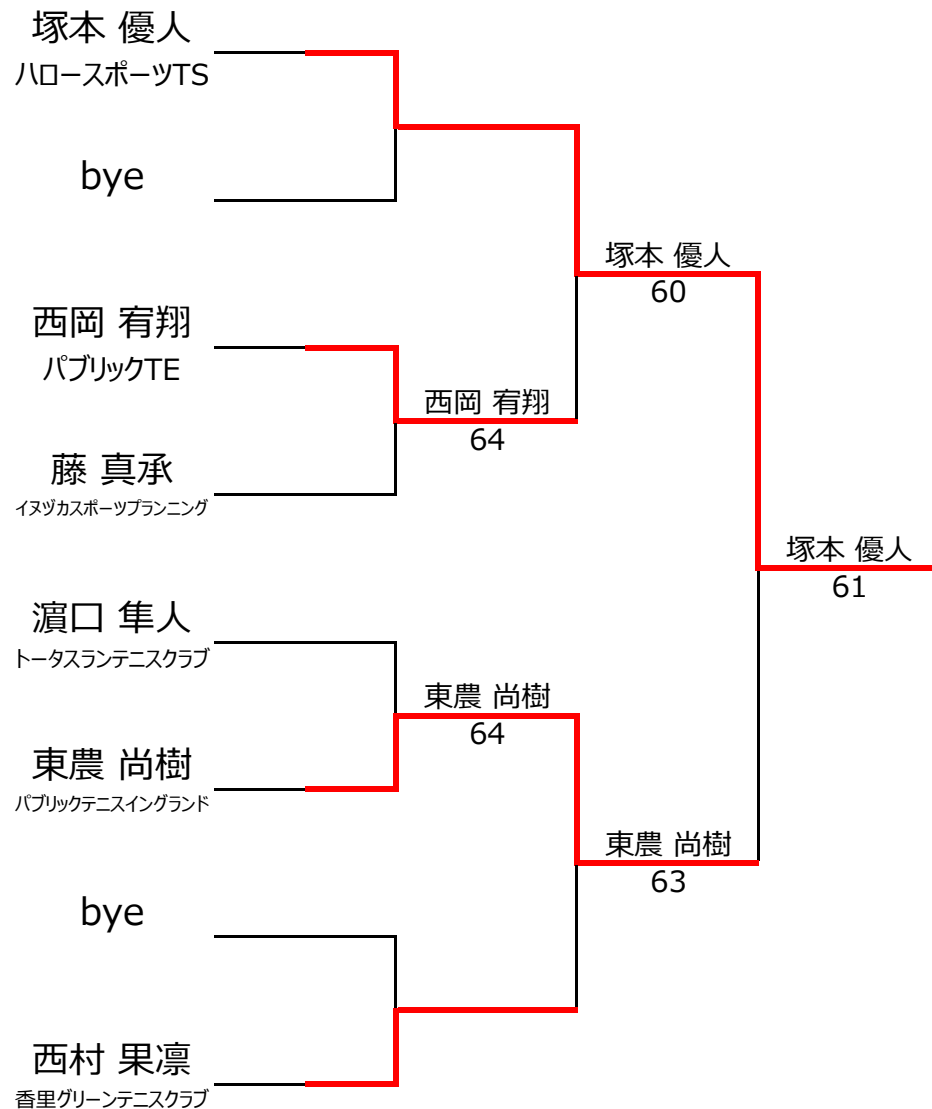 塚本 優人
ハロースポーツTS
bye
塚本 優人
60
西岡 宥翔
パブリックTE
西岡 宥翔
64
藤 真承
イヌヅカスポーツプランニング
塚本 優人
61
濵口 隼人
トータスランテニスクラブ
東農 尚樹
64
東農 尚樹
パブリックテニスイングランド
東農 尚樹
63
bye
西村 果凛
香里グリーンテニスクラブ